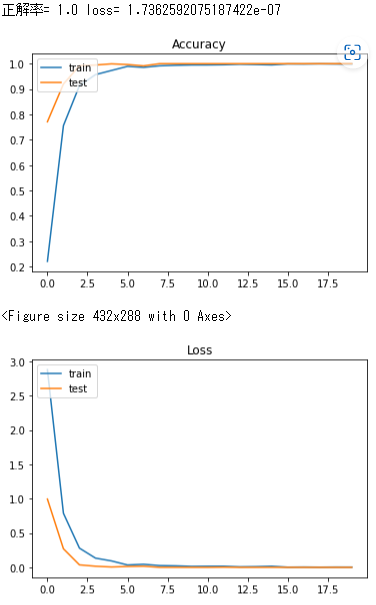 正解率= 1.0 loss= 1.7362592075187422e-07
Accuracy
train
test
1.0
0.9
0.8
0.7
0.6
0.5
0.4
0.3
0.2
0.0 2.5 5.0 7.5 10.0 12.5 15.0 17.5
<Figure size 432x288 with 0 Axes>
Loss
train
test
3.0
2.5
2.0
1.5
1.0
0.5
0.0
0.0 2.5 5.0 7.5 10.0 12.5 15.0 17.5